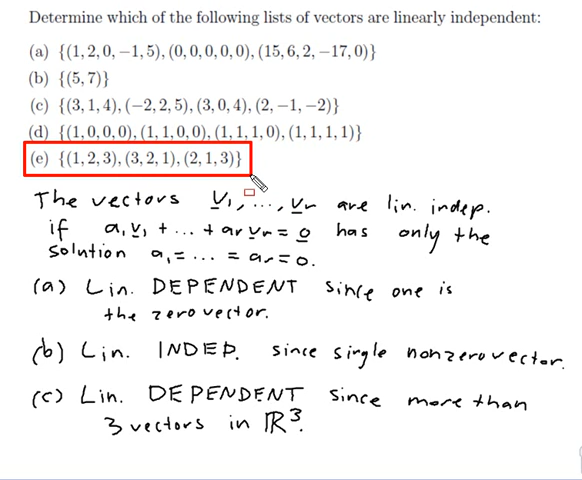 Determine which of the following lists of vectors are linearly independent:
(a) {(1, 2, 0, −1, 5), (0, 0, 0, 0, 0), (15, 6, 2, −17, 0)}
(b) {(5, 7)}
(c) {(3, 1, 4), (−2, 2, 5), (3, 0, 4), (2, −1, −2)}
(d) {(1, 0, 0, 0), (1, 1, 0, 0), (1, 1, 1, 0), (1, 1, 1, 1)}
(e) {(1, 2, 3), (3, 2, 1), (2, 1, 3)}
The vectors v₁, ..., vᵣ are lin. indep.
if a₁v₁ + ... + aᵣvᵣ = 0 has only the
solution a₁ = ... = aᵣ = 0.
(a) Lin. DEPENDENT since one is
the zero vector.
(b) Lin. INDEP. since single nonzero vector.
(c) Lin. DEPENDENT since more than
3 vectors in ℝ³.